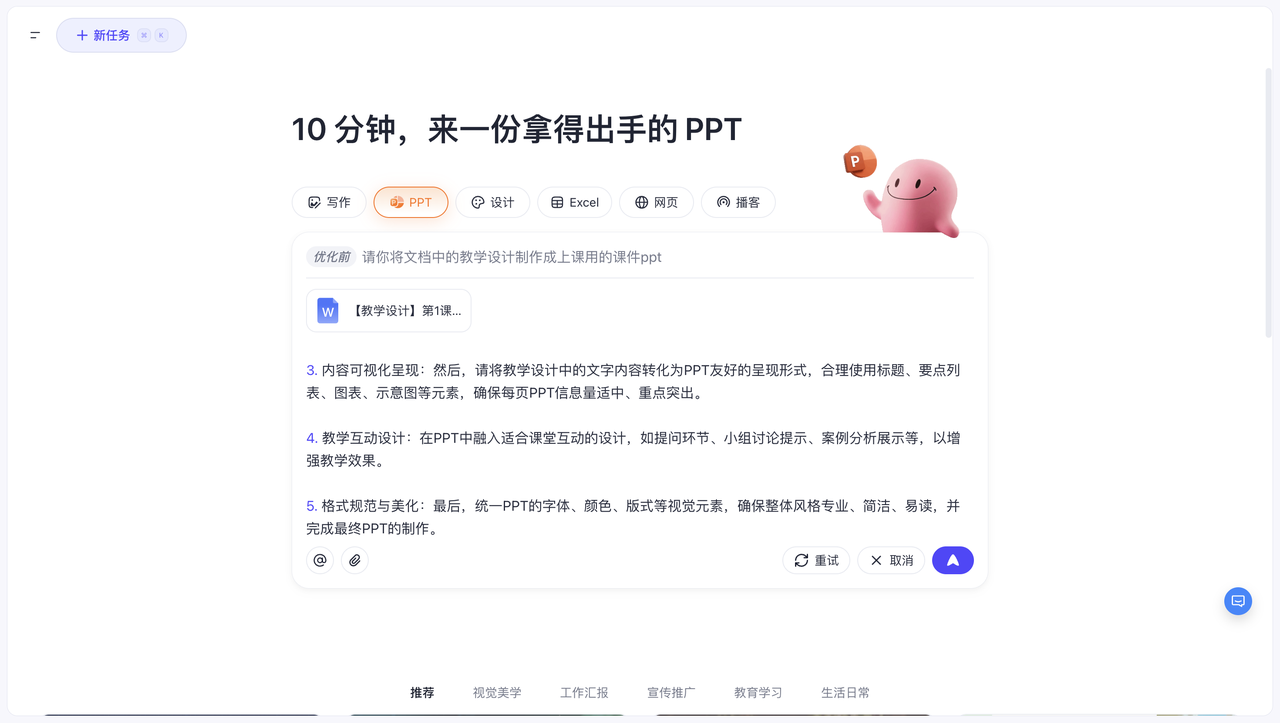 新任务 ⌘ K
10 分钟，来一份拿得出手的 PPT
P
写作 PPT 设计 Excel 网页 播客
优化前 请你将文档中的教学设计制作成上课用的课件ppt
W 【教学设计】第1课...
3. 内容可视化呈现：然后，请将教学设计中的文字内容转化为PPT友好的呈现形式，合理使用标题、要点列
表、图表、示意图等元素，确保每页PPT信息量适中、重点突出。
4. 教学互动设计：在PPT中融入适合课堂互动的设计，如提问环节、小组讨论提示、案例分析展示等，以增
强教学效果。
5. 格式规范与美化：最后，统一PPT的字体、颜色、版式等视觉元素，确保整体风格专业、简洁、易读，并
完成最终PPT的制作。
重试 取消
推荐 视觉美学 工作汇报 宣传推广 教育学习 生活日常